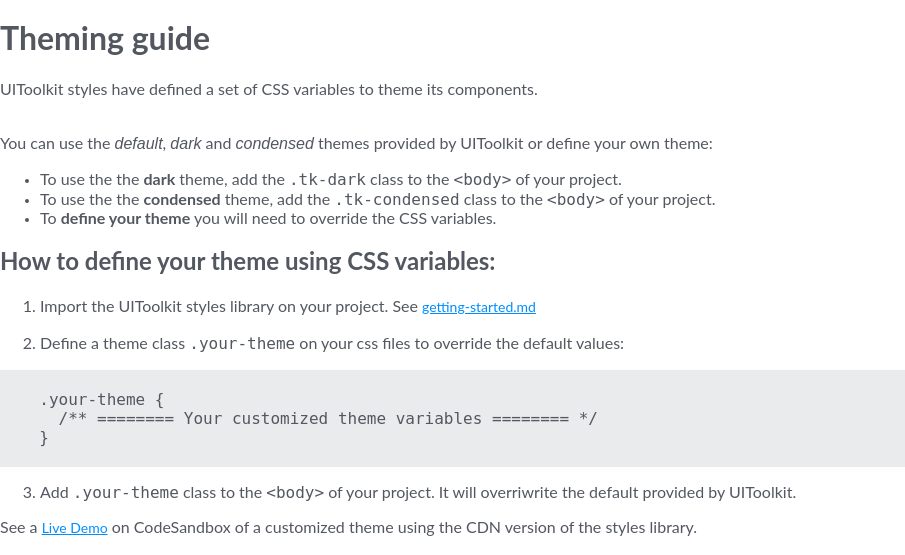 Theming guide
UIToolkit styles have defined a set of CSS variables to theme its components.
You can use the default, dark and condensed themes provided by UIToolkit or define your own theme:
• To use the the dark theme, add the .tk-dark class to the <body> of your project.
• To use the the condensed theme, add the .tk-condensed class to the <body> of your project.
• To define your theme you will need to override the CSS variables.
How to define your theme using CSS variables:
1. Import the UIToolkit styles library on your project. See getting-started.md
2. Define a theme class .your-theme on your css files to override the default values:
.your-theme {
  /** ======== Your customized theme variables ======== */
}
3. Add .your-theme class to the <body> of your project. It will overriwrite the default provided by UIToolkit.
See a Live Demo on CodeSandbox of a customized theme using the CDN version of the styles library.